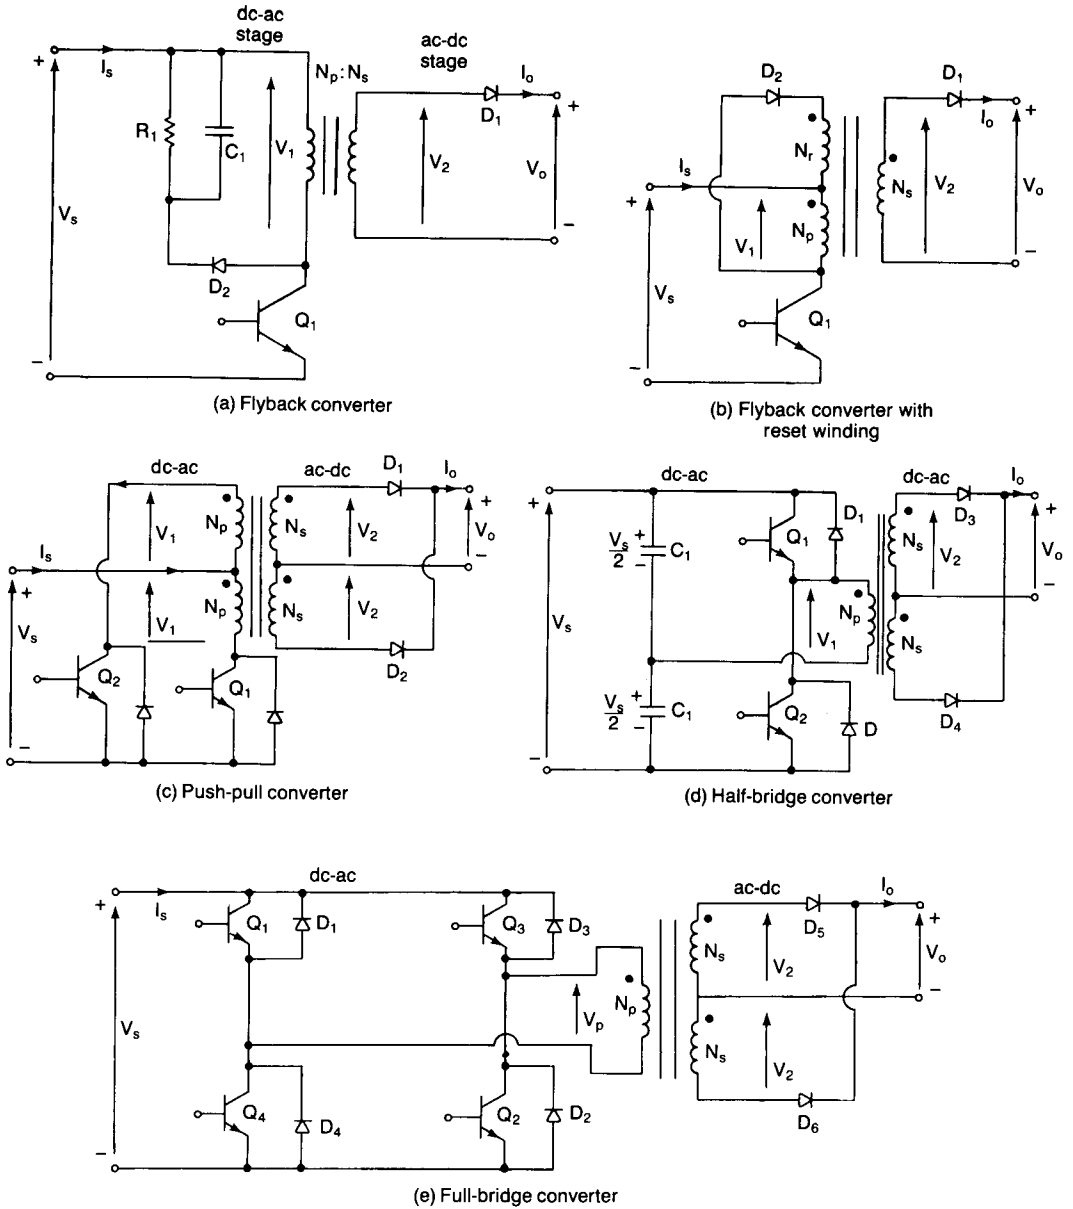 dc-ac
stage
ac-dc
stage
+
Is
Np:Ns
Io
D1
+
R1
C1
V1
V2
Vo
Vs
−
D2
Q1
−
(a) Flyback converter
D2
D1
Io
+
Nr
Is
Ns
V2
Vo
+
V1
Np
−
Vs
Q1
−
(b) Flyback converter with
reset winding
dc-ac
ac-dc
D1
Io
+
V1
Np
Ns
V2
Vo
−
Is
+
Vs
V1
Np
Ns
V2
D2
Q2
Q1
−
(c) Push-pull converter
dc-ac
dc-ac
Io
+
D3
+
Vs/2
+
−
C1
Q1
D1
Ns
V2
Vo
−
Vs
V1
Np
Ns
Vs/2
+
−
C1
Q2
D
D4
−
(d) Half-bridge converter
dc-ac
ac-dc
Io
+
Is
Q1
D1
Q3
D3
D5
+
Ns
V2
Vo
−
Vp
Np
Vs
Ns
V2
Q4
D4
Q2
D2
D6
−
(e) Full-bridge converter